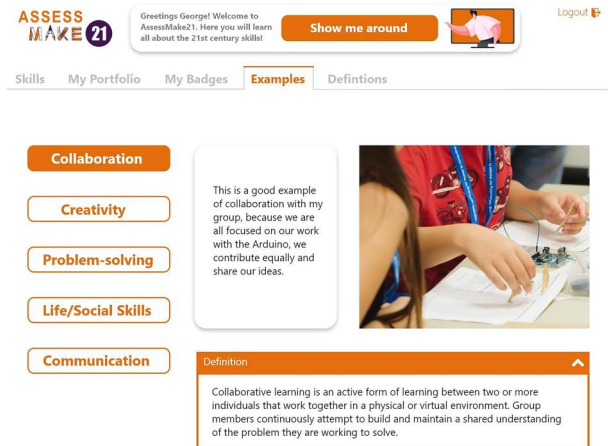 ASSESS
MAKE 21
Greetings George! Welcome to
AssessMake21. Here you will learn
all about the 21st century skills!
Show me around
Logout
Skills
My Portfolio
My Badges
Examples
Defintions
Collaboration
Creativity
Problem-solving
Life/Social Skills
Communication
This is a good example
of collaboration with my
group, because we are
all focused on our work
with the Arduino, we
contribute equally and
share our ideas.
Definition
Collaborative learning is an active form of learning between two or more
individuals that work together in a physical or virtual environment. Group
members continuously attempt to build and maintain a shared understanding
of the problem they are working to solve.